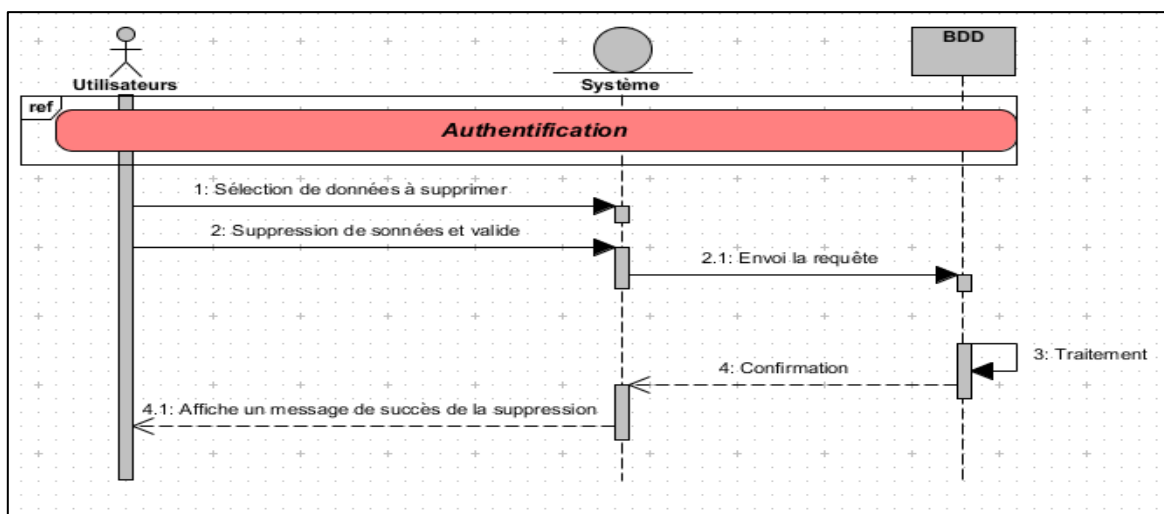 BDD
Utilisateurs
Système
ref
Authentification
1: Sélection de données à supprimer
2: Suppression de sonnées et valide
2.1: Envoi la requête
3: Traitement
4: Confirmation
4.1: Affiche un message de succès de la suppression